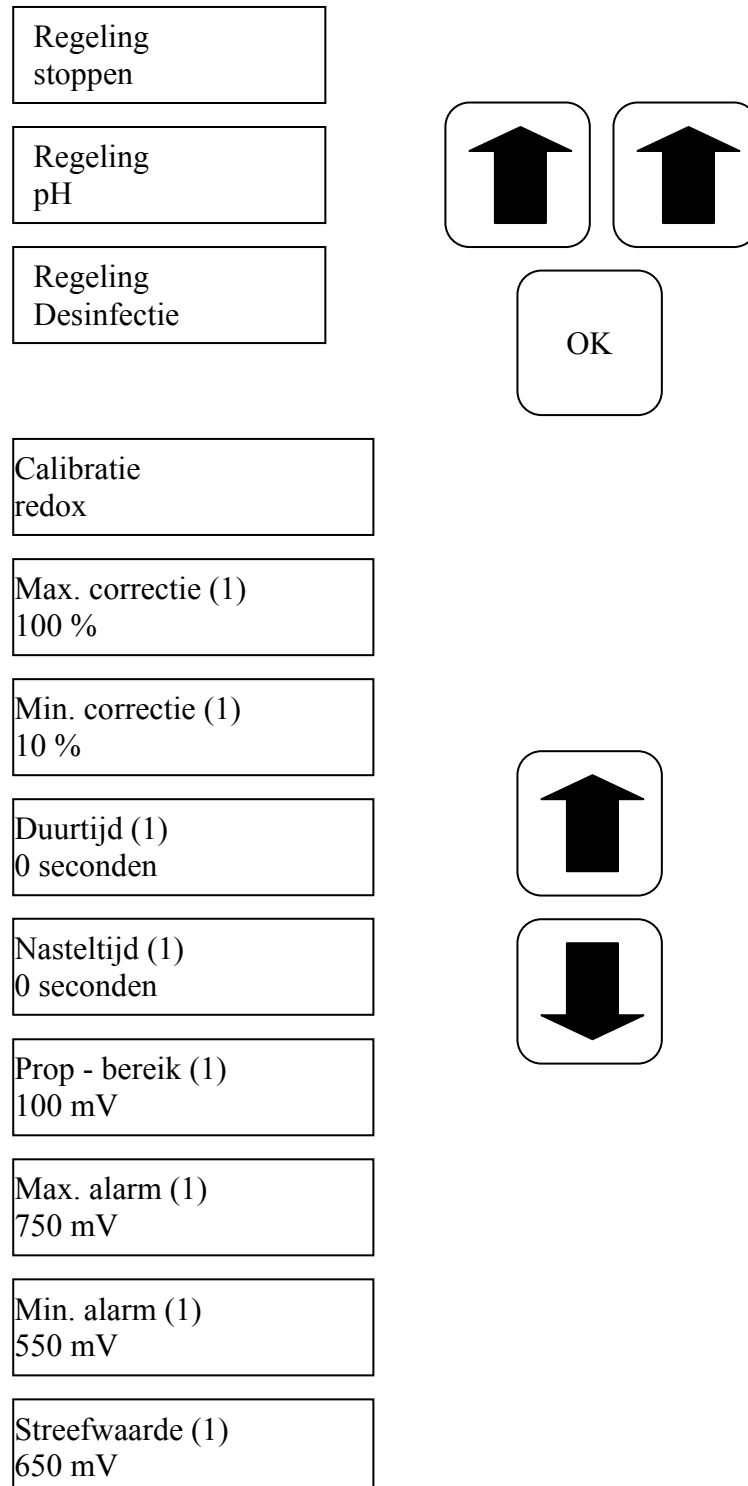 Regeling
stoppen
Regeling
pH
Regeling
Desinfectie
OK
Calibratie
redox
Max. correctie (1)
100 %
Min. correctie (1)
10 %
Duurtijd (1)
0 seconden
Nasteltijd (1)
0 seconden
Prop - bereik (1)
100 mV
Max. alarm (1)
750 mV
Min. alarm (1)
550 mV
Streefwaarde (1)
650 mV